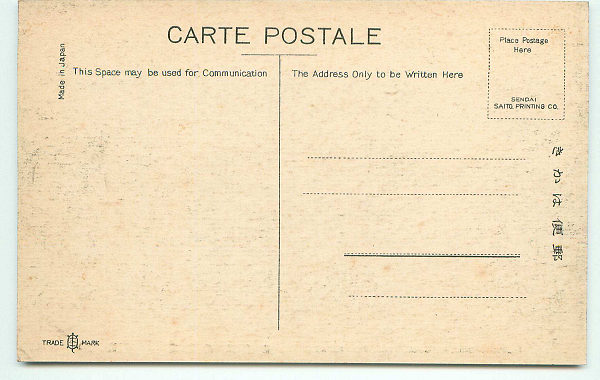 CARTE POSTALE
Made in Japan
This Space may be used for Communication
The Address Only to be Written Here
Place Postage
Here
SENDAI
SAITO PRINTING CO.
きかは便郵
TRADE MARK